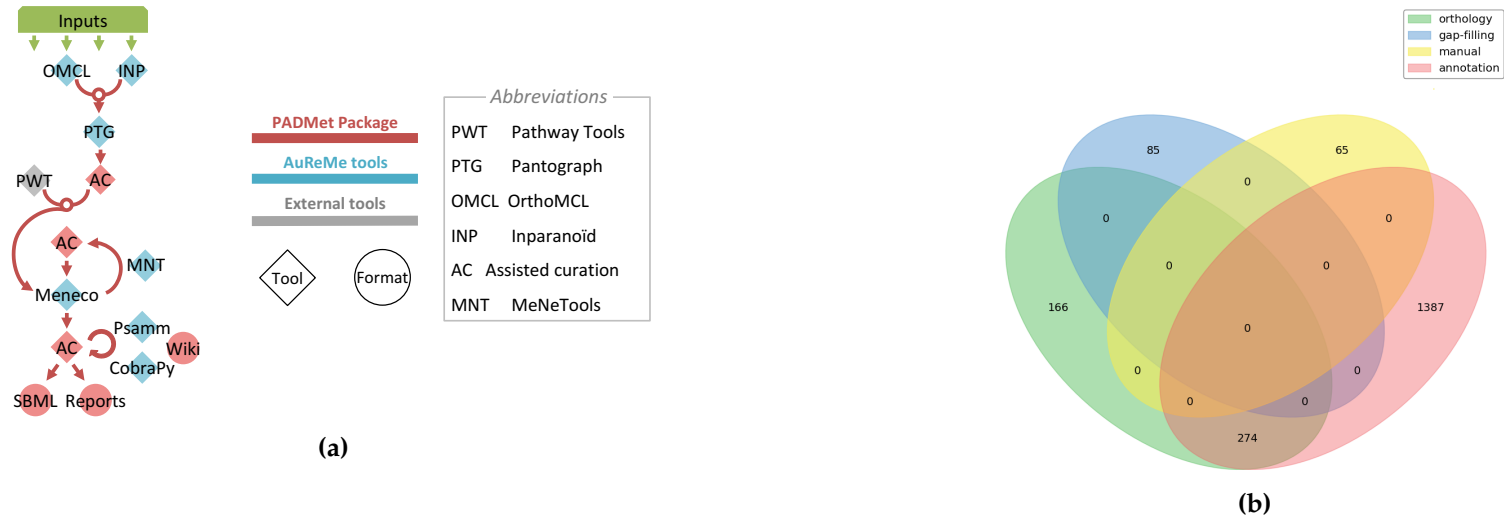 Inputs
OMCL
INP
PTG
PWT
AC
AC
MNT
Meneco
Psamm
AC
Wiki
CobraPy
SBML
Reports
PADMet Package
AuReMe tools
External tools
Tool
Format
Abbreviations
PWT Pathway Tools
PTG Pantograph
OMCL OrthoMCL
INP Inparanoïd
AC Assisted curation
MNT MeNeTools
(a)
orthology
gap-filling
manual
annotation
85
65
0
0
0
0
0
166
1387
0
0
0
0
0
274
(b)